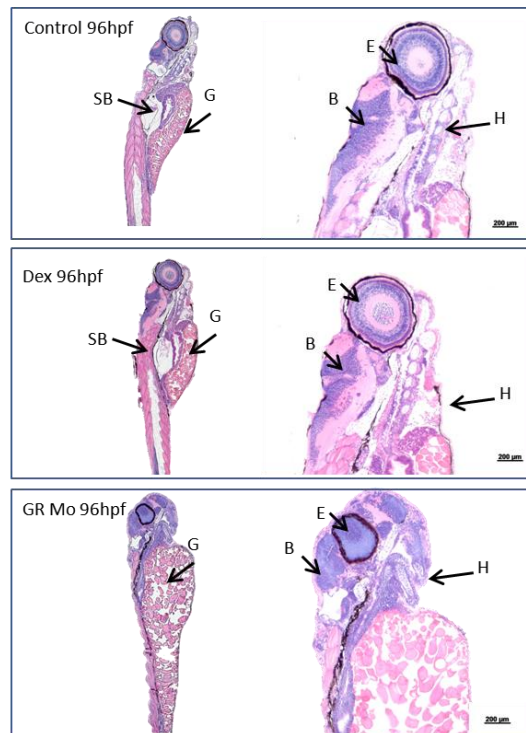 Control 96hpf
E
SB
G
B
H
200 µm
Dex 96hpf
E
G
SB
B
H
200 µm
GR Mo 96hpf
E
G
B
H
200 µm